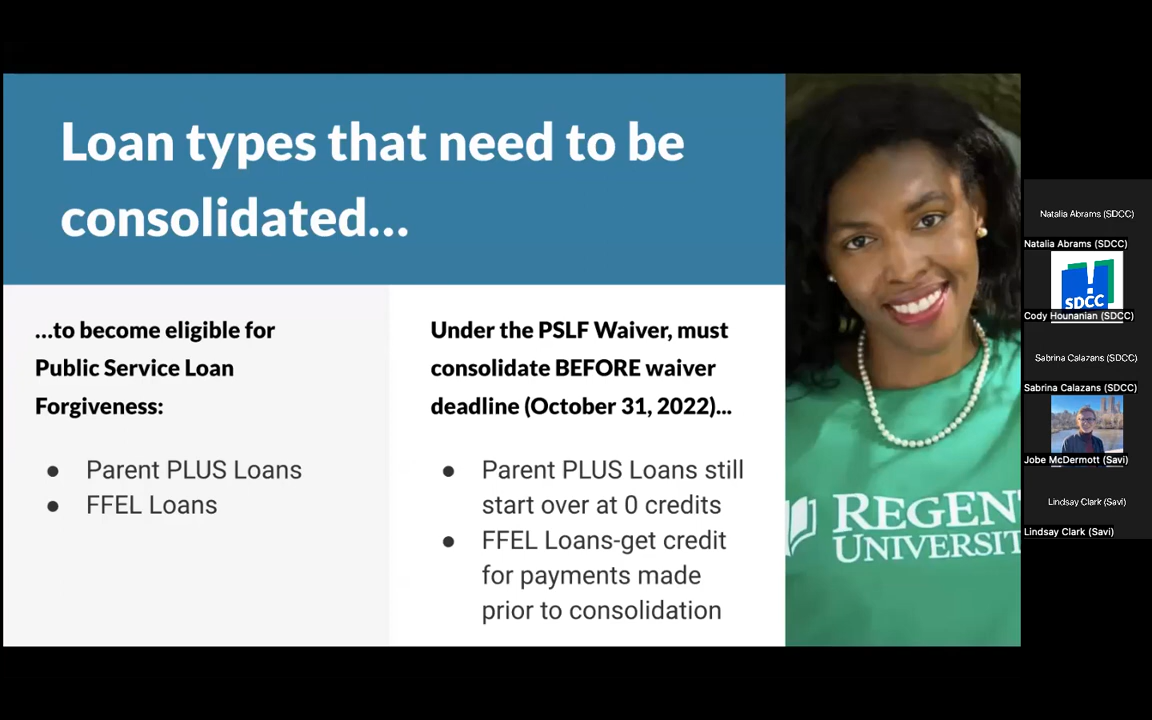 Loan types that need to be
consolidated...
...to become eligible for
Public Service Loan
Forgiveness:
● Parent PLUS Loans
● FFEL Loans
Under the PSLF Waiver, must
consolidate BEFORE waiver
deadline (October 31, 2022)...
● Parent PLUS Loans still
start over at 0 credits
● FFEL Loans-get credit
for payments made
prior to consolidation
REGEN
UNIVERSIT
Natalia Abrams (SDCC)
Natalia Abrams (SDCC)
SDCC
Cody Hounanian (SDCC)
Sabrina Calazans (SDCC)
Sabrina Calazans (SDCC)
Jobe McDermott (Savi)
Lindsay Clark (Savi)
Lindsay Clark (Savi)